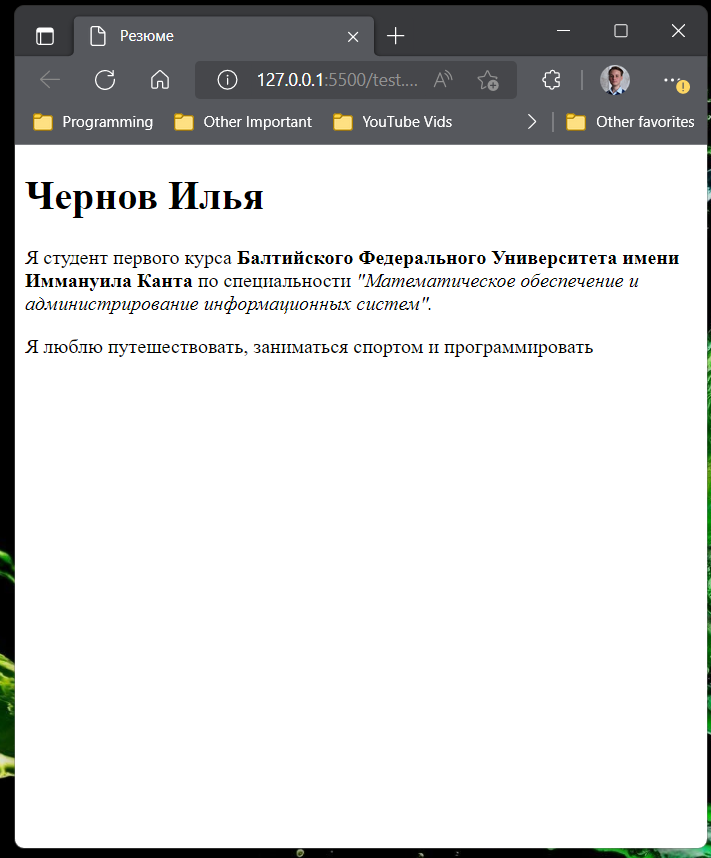 Резюме
127.0.0.1:5500/test....
Programming
Other Important
YouTube Vids
Other favorites
Чернов Илья
Я студент первого курса Балтийского Федерального Университета имени
Иммануила Канта по специальности "Математическое обеспечение и
администрирование информационных систем".
Я люблю путешествовать, заниматься спортом и программировать